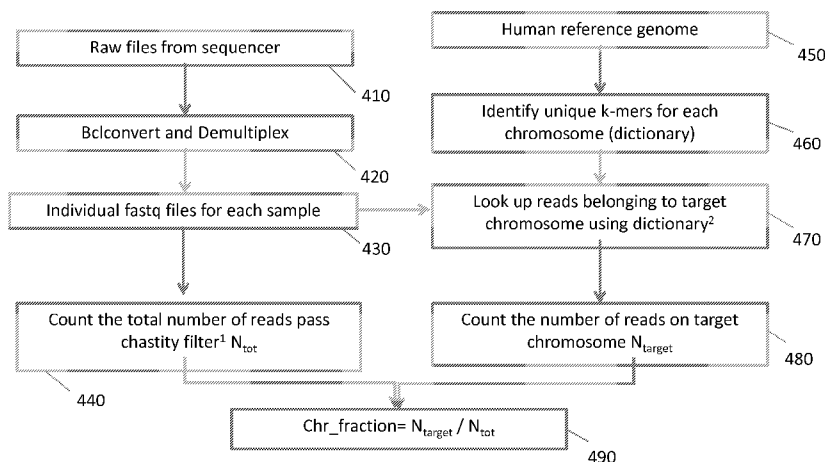 Raw files from sequencer
410
Bclconvert and Demultiplex
420
Individual fastq files for each sample
430
Count the total number of reads pass
chastity filter¹ Ntot
440
Human reference genome
450
Identify unique k-mers for each
chromosome (dictionary)
460
Look up reads belonging to target
chromosome using dictionary²
470
Count the number of reads on target
chromosome Ntarget
480
Chr_fraction= Ntarget / Ntot
490